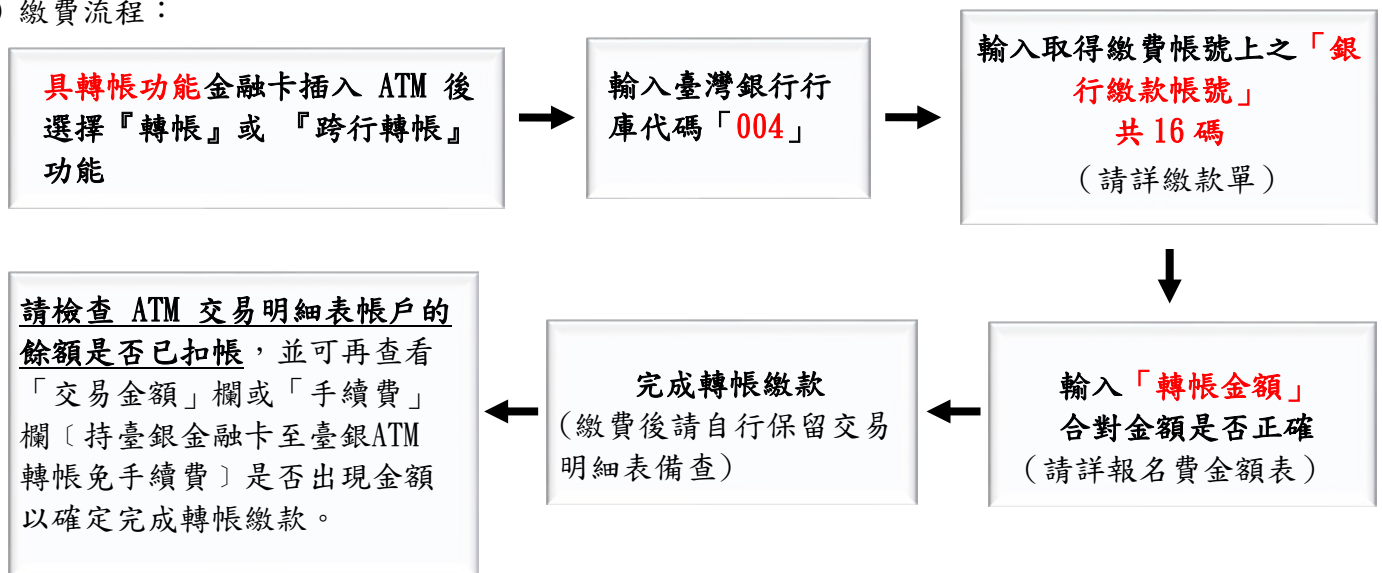 ) 繳費流程：
具轉帳功能金融卡插入 ATM 後
選擇『轉帳』或 『跨行轉帳』
功能
輸入臺灣銀行行
庫代碼「004」
輸入取得繳費帳號上之「銀
行繳款帳號」
共 16 碼
（請詳繳款單）
輸入「轉帳金額」
合對金額是否正確
（請詳報名費金額表）
完成轉帳繳款
(繳費後請自行保留交易
明細表備查)
請檢查 ATM 交易明細表帳戶的
餘額是否已扣帳，並可再查看
「交易金額」欄或「手續費」
欄〔持臺銀金融卡至臺銀ATM
轉帳免手續費〕是否出現金額
以確定完成轉帳繳款。